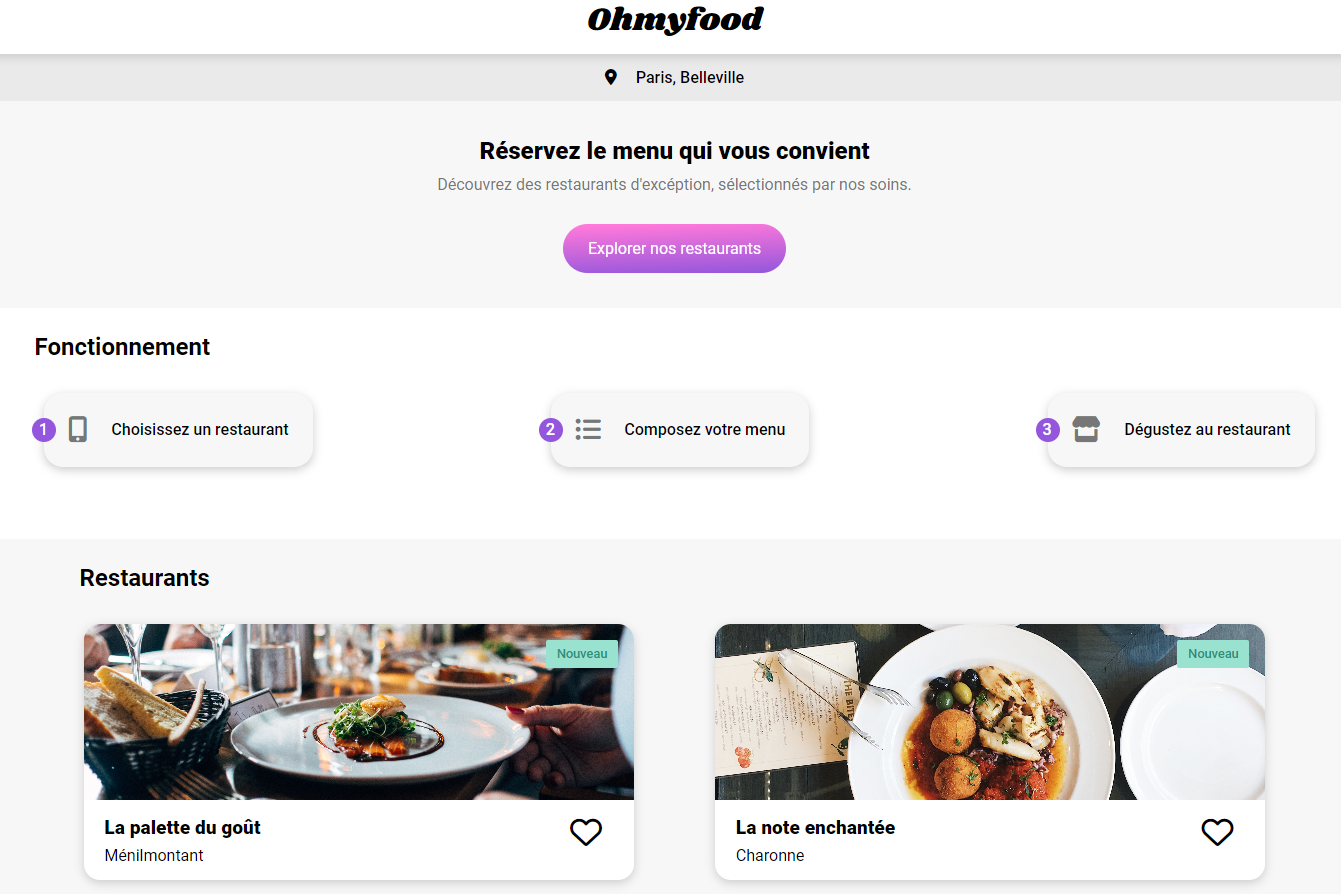 Ohmyfood
Paris, Belleville
Réservez le menu qui vous convient
Découvrez des restaurants d'excéption, sélectionnés par nos soins.
Explorer nos restaurants
Fonctionnement
1 Choisissez un restaurant
2 Composez votre menu
3 Dégustez au restaurant
Restaurants
Nouveau
Nouveau
THE BITE
La palette du goût
Ménilmontant
La note enchantée
Charonne